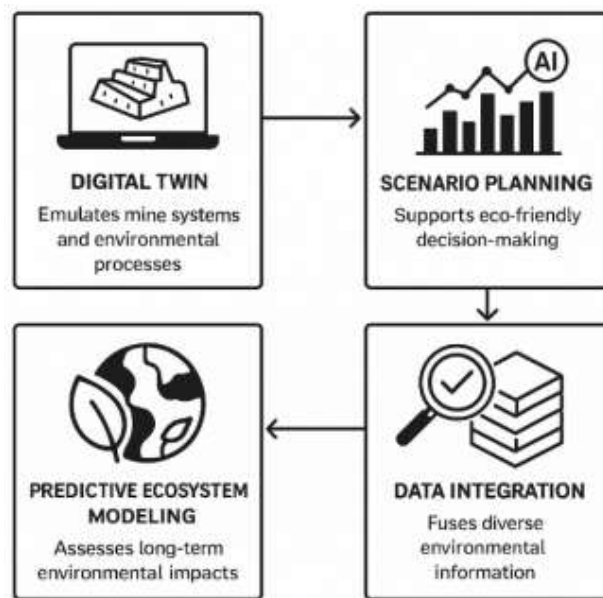 AI
DIGITAL TWIN
Emulates mine systems
and environmental
processes
SCENARIO PLANNING
Supports eco-friendly
decision-making
PREDICTIVE ECOSYSTEM
MODELING
Assesses long-term
environmental impacts
DATA INTEGRATION
Fuses diverse
environmental
information